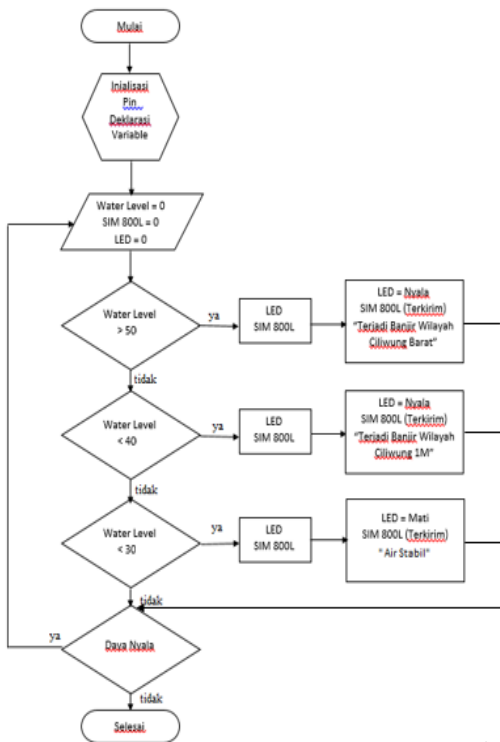 Mulai
Inialisasi
Pin
Deklarasi
Variable
Water Level = 0
SIM 800L = 0
LED = 0
Water Level
> 50
ya
LED
SIM 800L
LED = Nyala
SIM 800L (Terkirim)
“Terjadi Banjir Wilayah
Ciliwung Barat”
tidak
Water Level
< 40
ya
LED
SIM 800L
LED = Nyala
SIM 800L (Terkirim)
“Terjadi Banjir Wilayah
Ciliwung 1M”
tidak
Water Level
< 30
ya
LED
SIM 800L
LED = Mati
SIM 800L (Terkirim)
“Air Stabil”
tidak
ya
Daya Nyala
tidak
Selesai